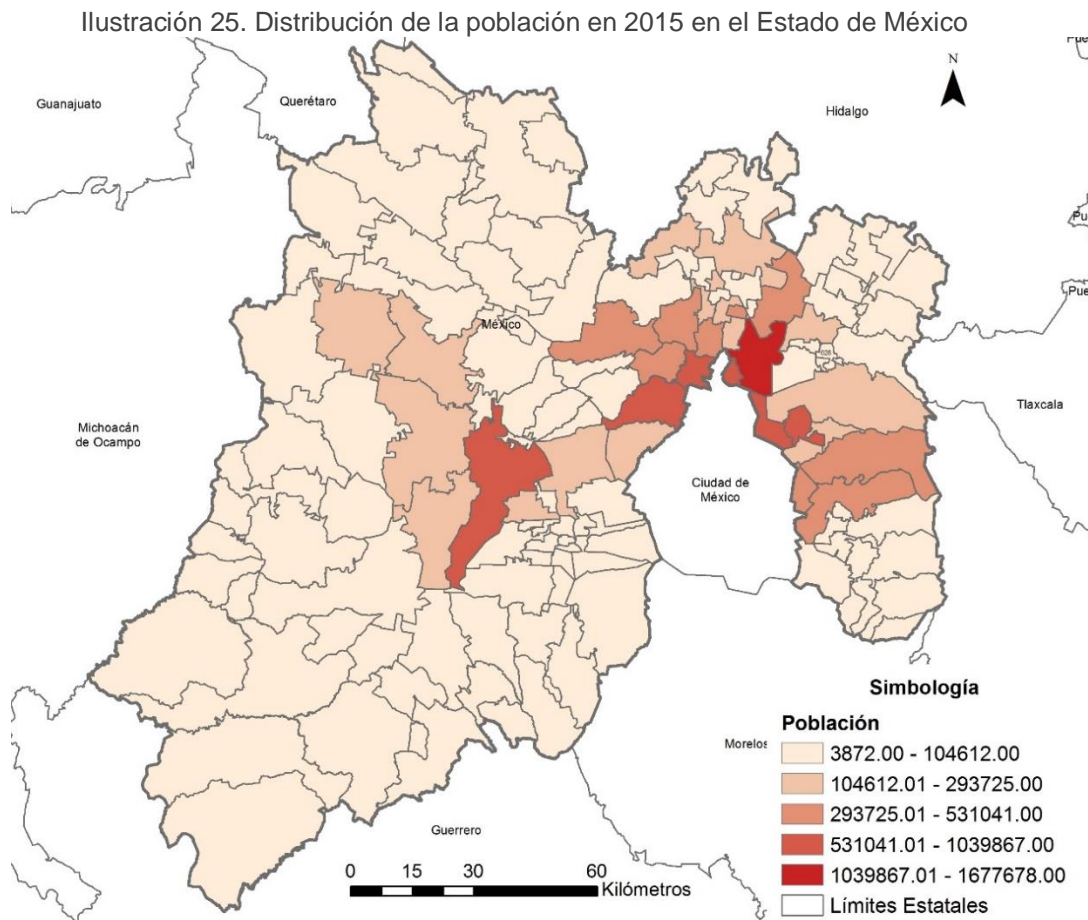 Ilustración 25. Distribución de la población en 2015 en el Estado de México
N
Guanajuato
Querétaro
Hidalgo
México
Michoacán
de Ocampo
Tlaxcala
Ciudad de
México
Morelos
Guerrero
0 15 30 60
Kilómetros
Simbología
Población
3872.00 - 104612.00
104612.01 - 293725.00
293725.01 - 531041.00
531041.01 - 1039867.00
1039867.01 - 1677678.00
Límites Estatales